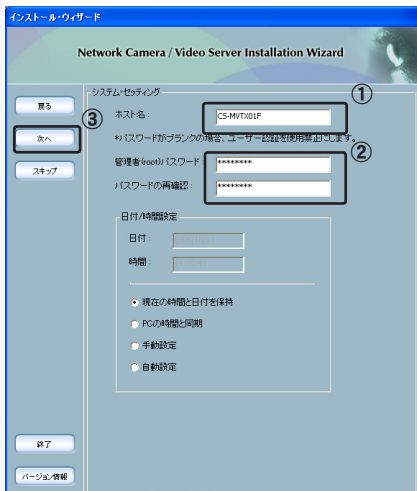 インストール・ウィザード
Network Camera / Video Server Installation Wizard
戻る
次へ
スキップ
終了
バージョン情報
システム・セッティング
①
ホスト名： CS-MVTX01F
③
*パスワードがブランクの場合、ユーザー認証を使用禁止にします。
②
管理者(root)パスワード ********
パスワードの再確認： ********
日付/時間設定
日付：
時間：
現在の時間と日付を保持
PCの時間と同期
手動設定
自動設定